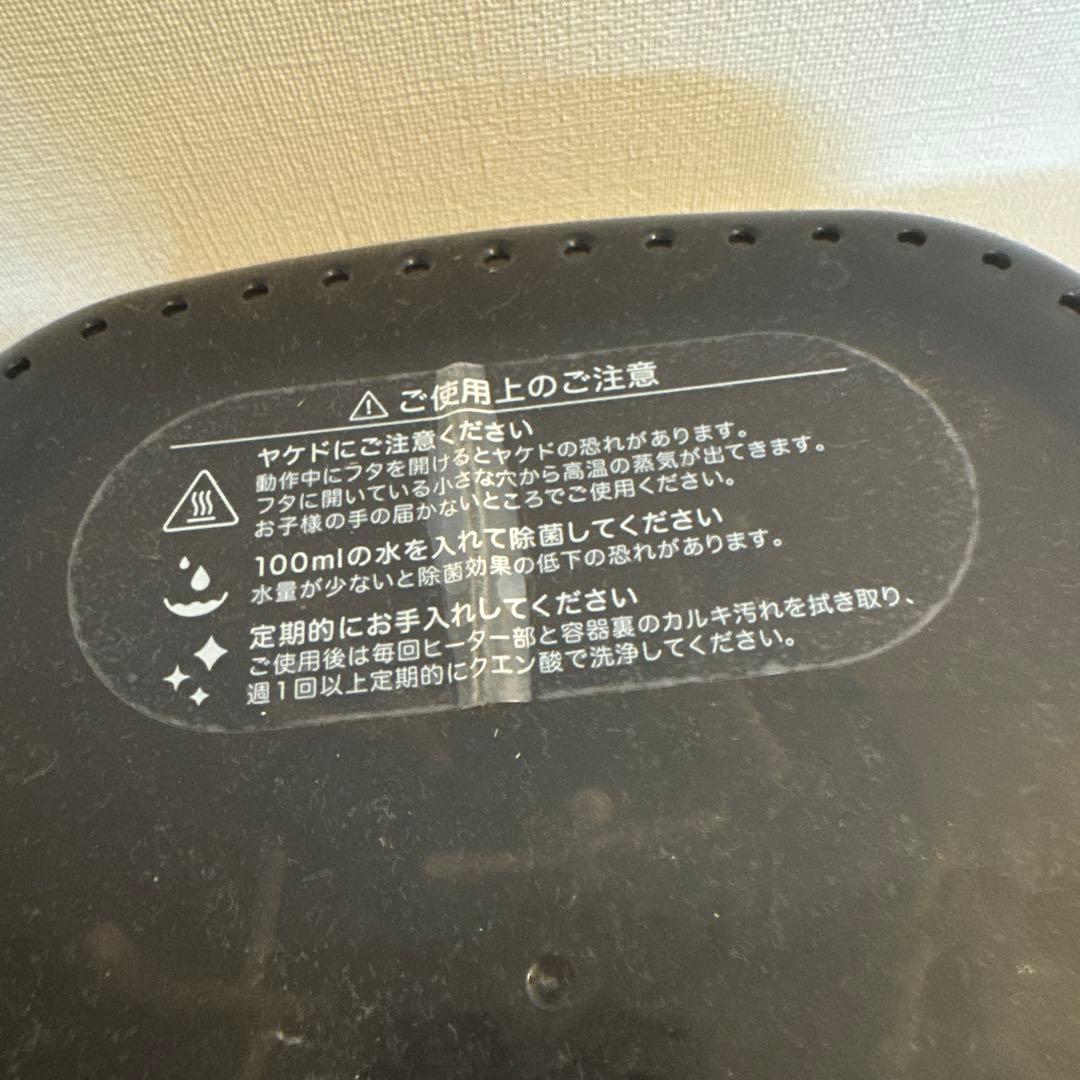 ⚠ ご使用上のご注意
ヤケドにご注意ください
動作中にフタを開けるとヤケドの恐れがあります。
フタに開いている小さな穴から高温の蒸気が出てきます。
お子様の手の届かないところでご使用ください。
100mlの水を入れて除菌してください
水量が少ないと除菌効果の低下の恐れがあります。
定期的にお手入れしてください
ご使用後は毎回ヒーター部と容器裏のカルキ汚れを拭き取り、
週1回以上定期的にクエン酸で洗浄してください。